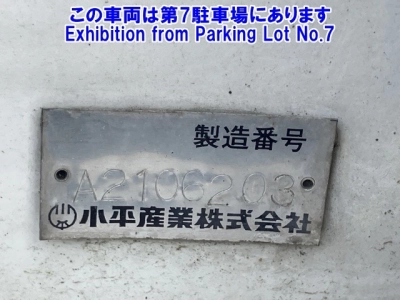 この車両は第7駐車場にあります
Exhibition from Parking Lot No.7
製造番号
A2106203
小平産業株式会社